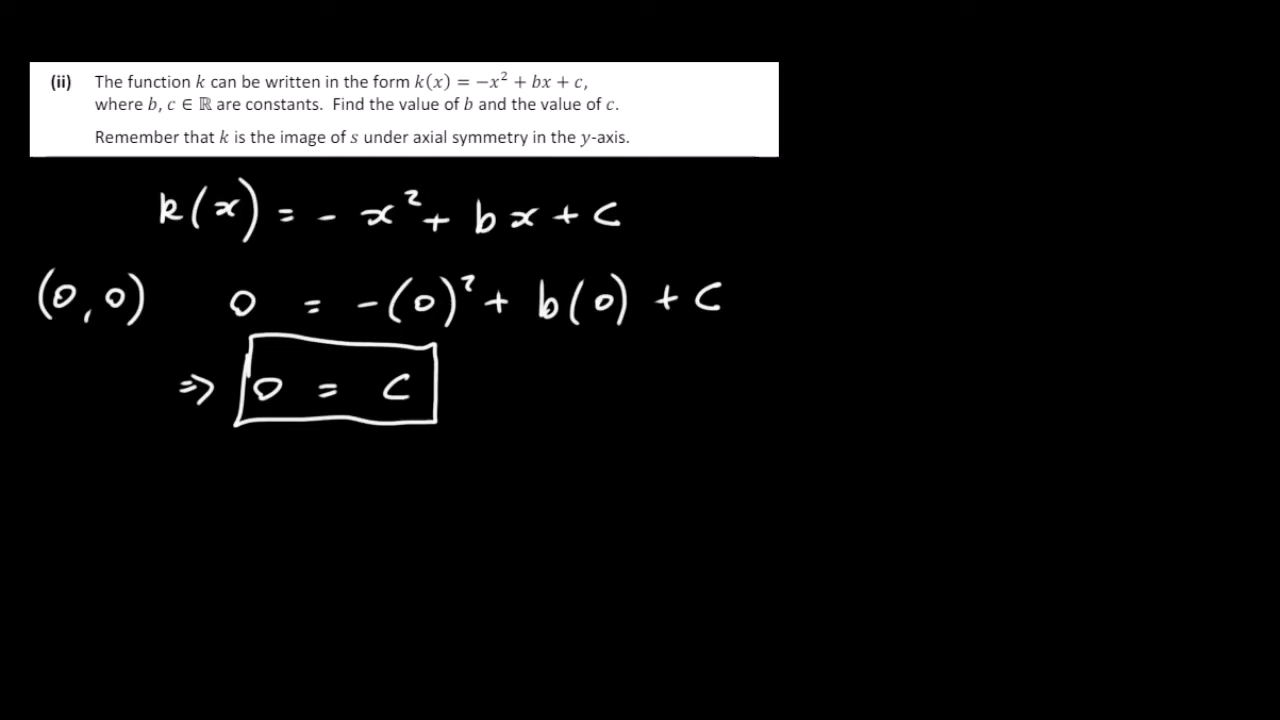 (ii) The function k can be written in the form k(x) = −x² + bx + c,
where b, c ∈ ℝ are constants. Find the value of b and the value of c.
Remember that k is the image of s under axial symmetry in the y-axis.
k(x) = - x² + bx + c
(0,0) 0 = -(0)² + b(0) + c
⇒ 0 = c